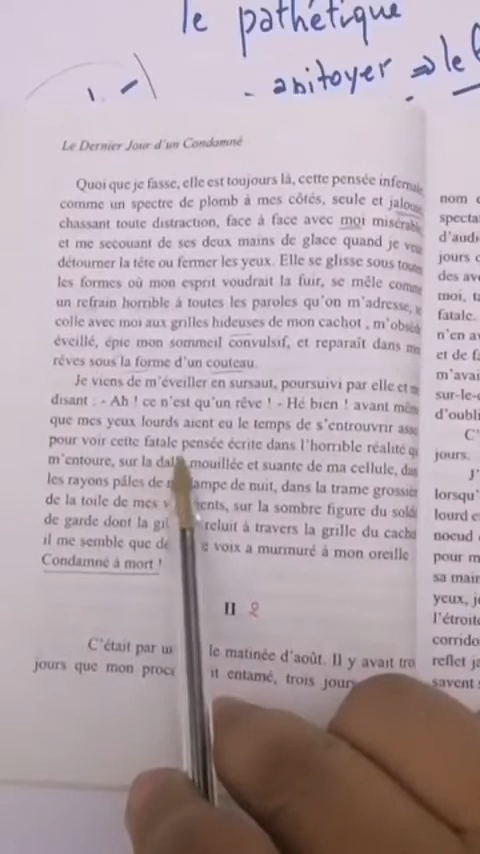 le pathétique
- apitoyer ⇒ le
Le Dernier Jour d'un Condamné
Quoi que je fasse, elle est toujours là, cette pensée infernale
comme un spectre de plomb à mes côtés, seule et jalouse
chassant toute distraction, face à face avec moi misérable
et me secouant de ses deux mains de glace quand je veux
détourner la tête ou fermer les yeux. Elle se glisse sous toutes
les formes où mon esprit voudrait la fuir, se mêle comme
un refrain horrible à toutes les paroles qu'on m'adresse,
colle avec moi aux grilles hideuses de mon cachot , m'obsède
éveillé, épie mon sommeil convulsif, et reparaît dans mes
rêves sous la forme d'un couteau.
Je viens de m'éveiller en sursaut, poursuivi par elle et me
disant : - Ah ! ce n'est qu'un rêve ! - Hé bien ! avant même
que mes yeux lourds aient eu le temps de s'entrouvrir assez
pour voir cette fatale pensée écrite dans l'horrible réalité qui
m'entoure, sur la dalle mouillée et suante de ma cellule, dans
les rayons pâles de lampe de nuit, dans la trame grossière
de la toile de mes sur la sombre figure du soldat
de garde dont la reluit à travers la grille du cachot
il me semble que voix a murmuré à mon oreille
Condamné à mort !
II 2
C'était par matinée d'août. Il y avait trois
jours que mon procès entamé, trois jours
nom
d'audi
jours
des
moi,
fatale.
n'en
et de
m'avai
sur-le-
d'oubli
C'
jours.
J'
lorsqu'
lourd
noeud
pour
sa main
yeux,
l'étroit
corrido
reflet
savent